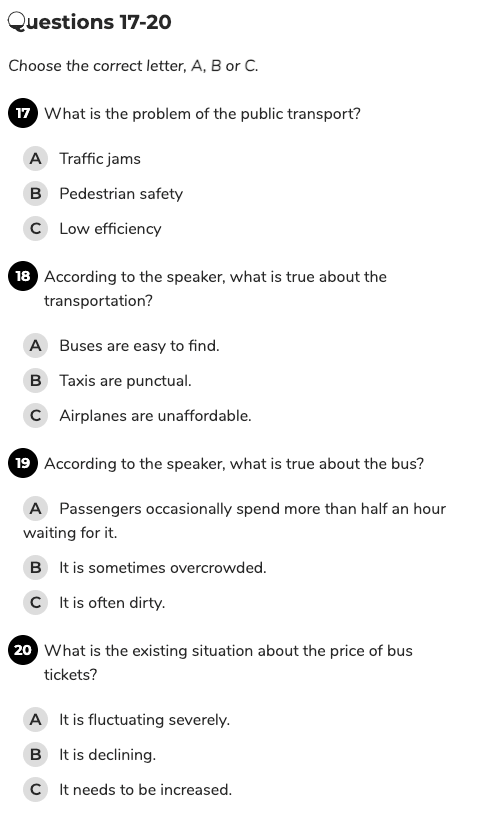 Questions 17-20
Choose the correct letter, A, B or C.
17 What is the problem of the public transport?
A Traffic jams
B Pedestrian safety
C Low efficiency
18 According to the speaker, what is true about the
transportation?
A Buses are easy to find.
B Taxis are punctual.
C Airplanes are unaffordable.
19 According to the speaker, what is true about the bus?
A Passengers occasionally spend more than half an hour
waiting for it.
B It is sometimes overcrowded.
C It is often dirty.
20 What is the existing situation about the price of bus
tickets?
A It is fluctuating severely.
B It is declining.
C It needs to be increased.